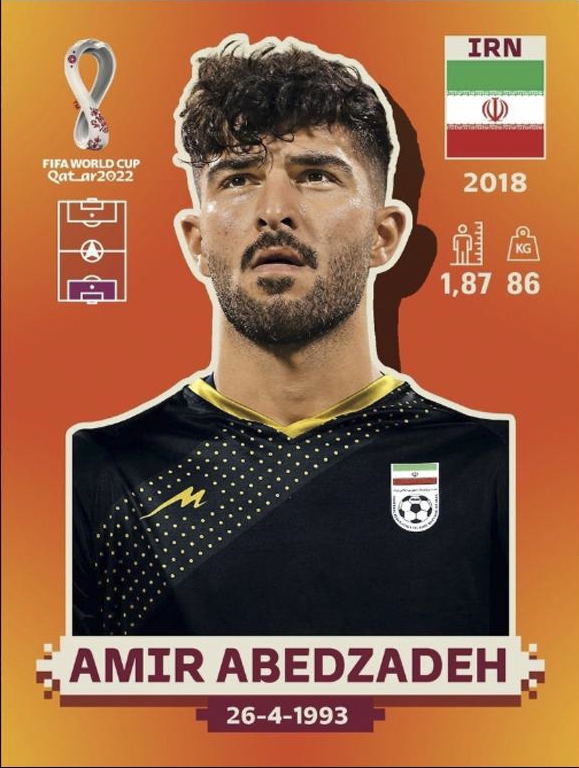 IRN
FIFA WORLD CUP
Qatar2022
2018
KG
1,87 86
AMIR ABEDZADEH
26-4-1993